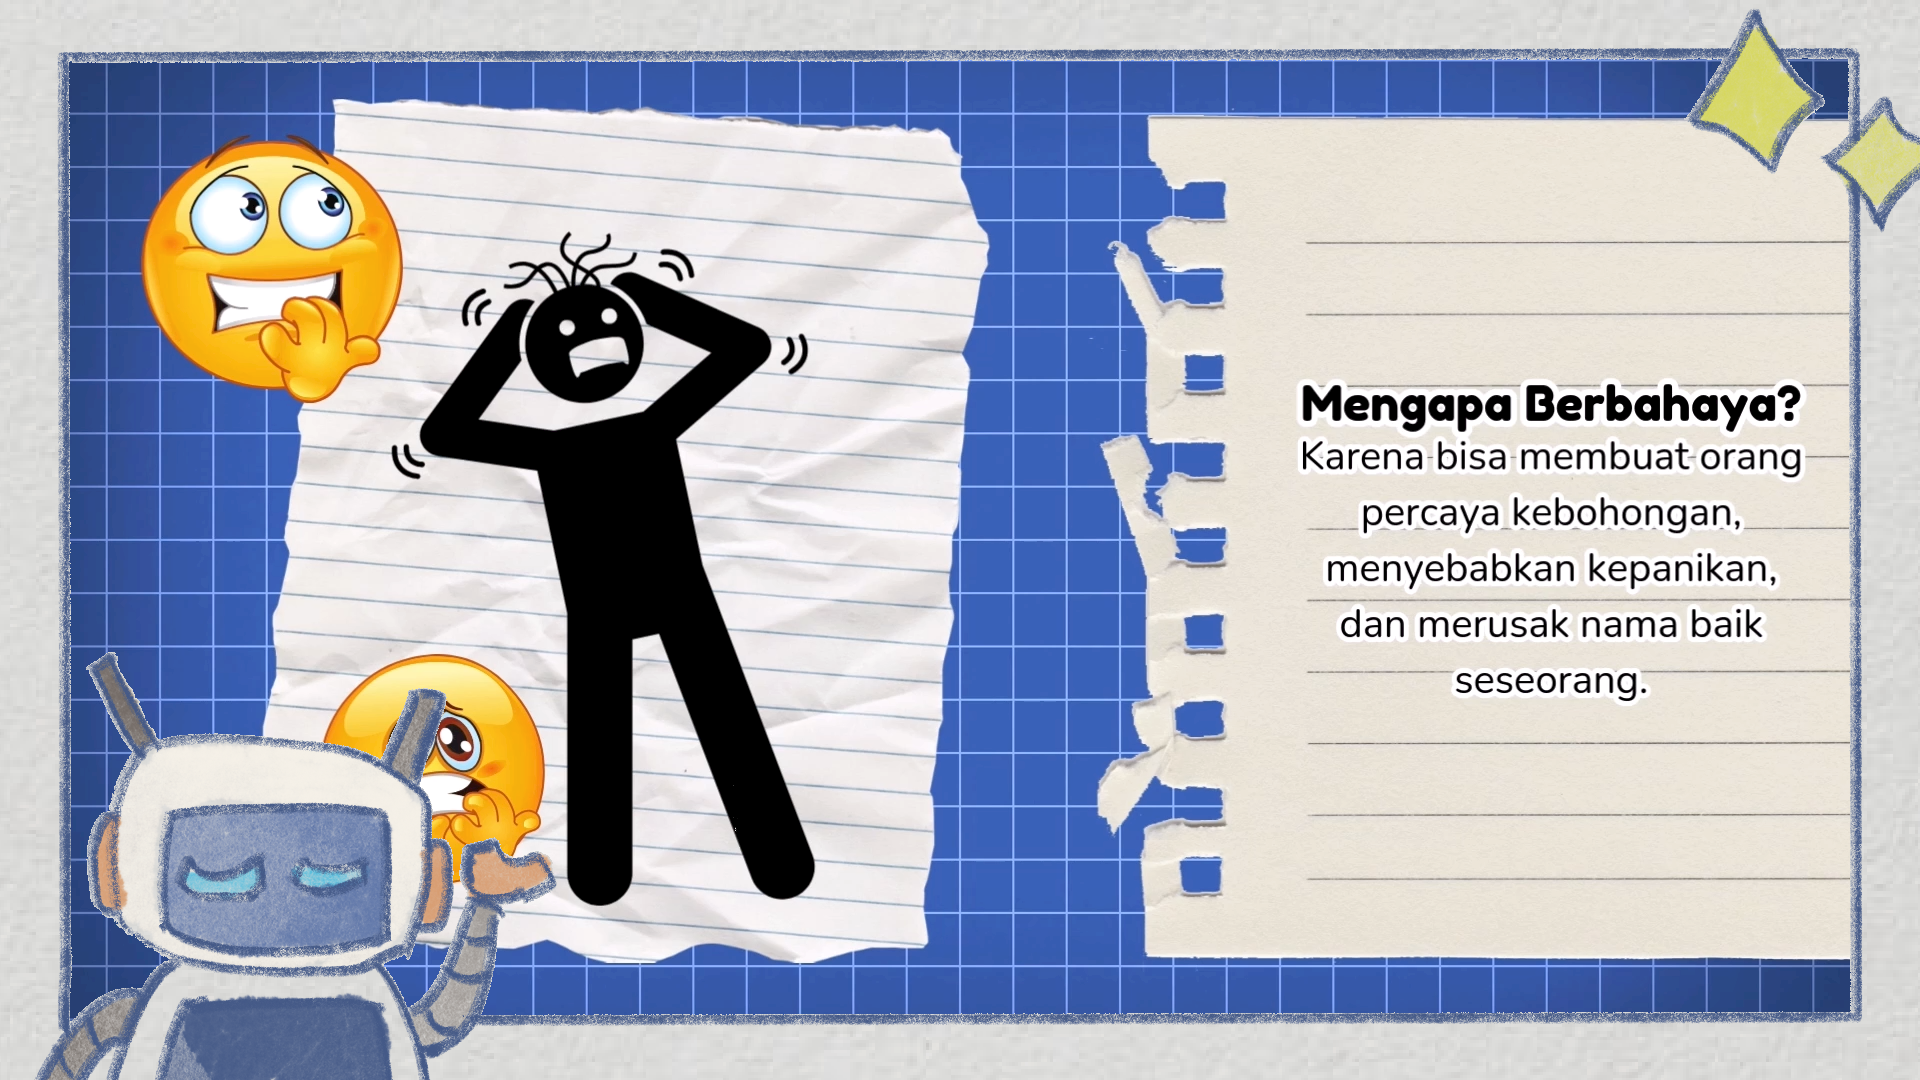 Mengapa Berbahaya?
Karena bisa membuat orang
percaya kebohongan,
menyebabkan kepanikan,
dan merusak nama baik
seseorang.